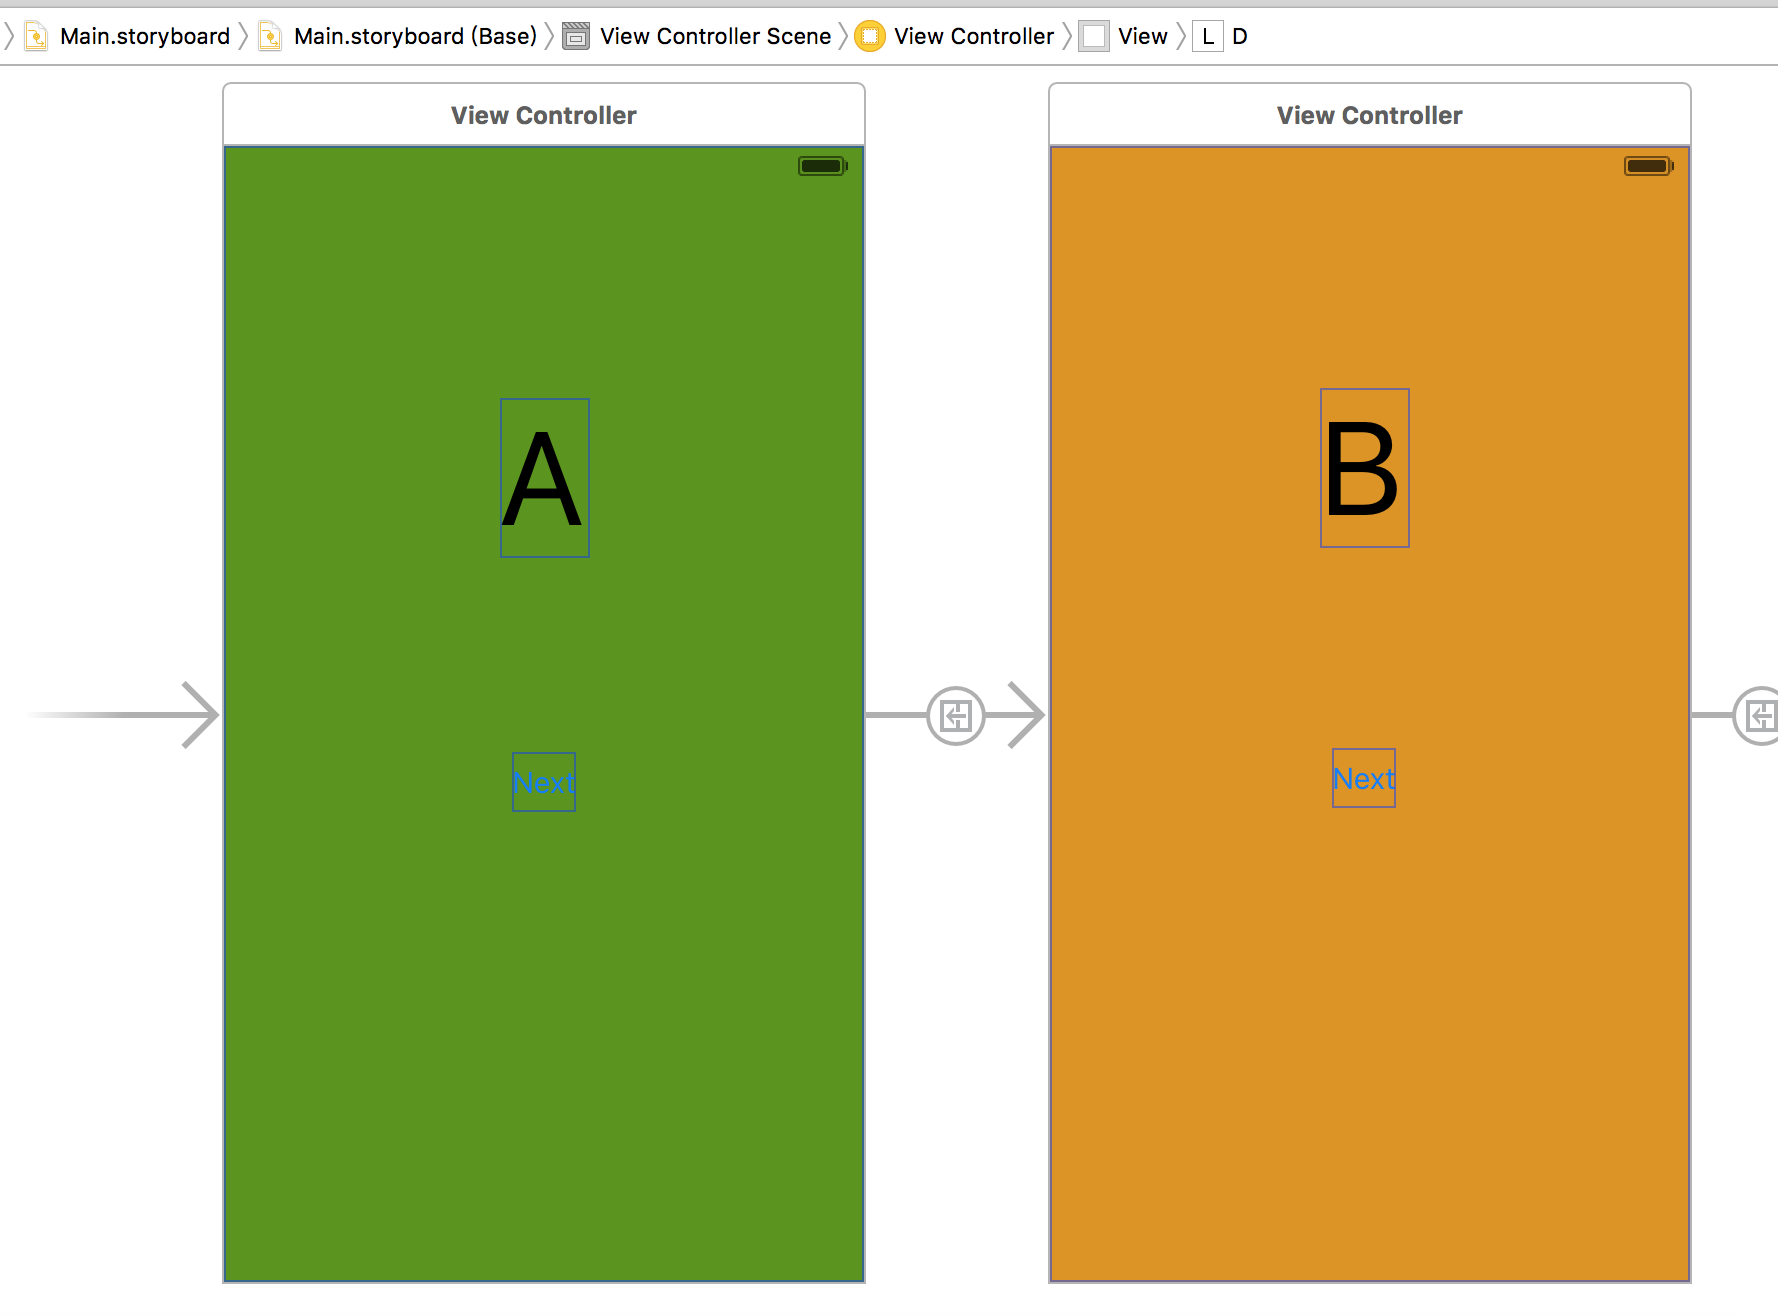 Main.storyboard Main.storyboard (Base) View Controller Scene View Controller View L D
View Controller View Controller
A B
Next Next